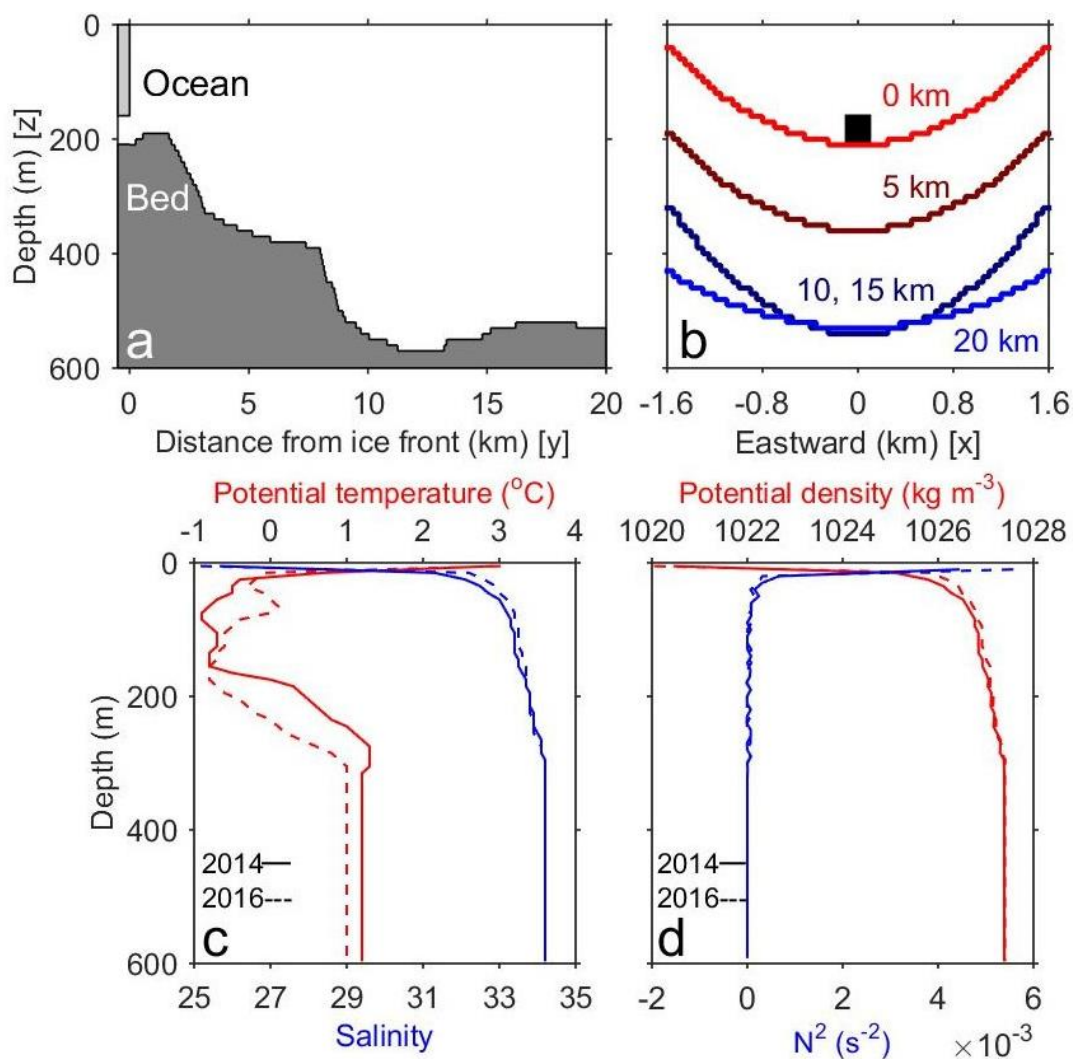 0
200
400
600
Depth (m) [z]
Ocean
Bed
a
0 5 10 15 20
Distance from ice front (km) [y]
0 km
5 km
10, 15 km
20 km
b
-1.6 -0.8 0 0.8 1.6
Eastward (km) [x]
Potential temperature (°C)
-1 0 1 2 3 4
0
200
400
600
Depth (m)
2014
2016
c
25 27 29 31 33 35
Salinity
Potential density (kg m⁻³)
1020 1022 1024 1026 1028
2014
2016
d
-2 0 2 4 6
N² (s⁻²)
× 10⁻³